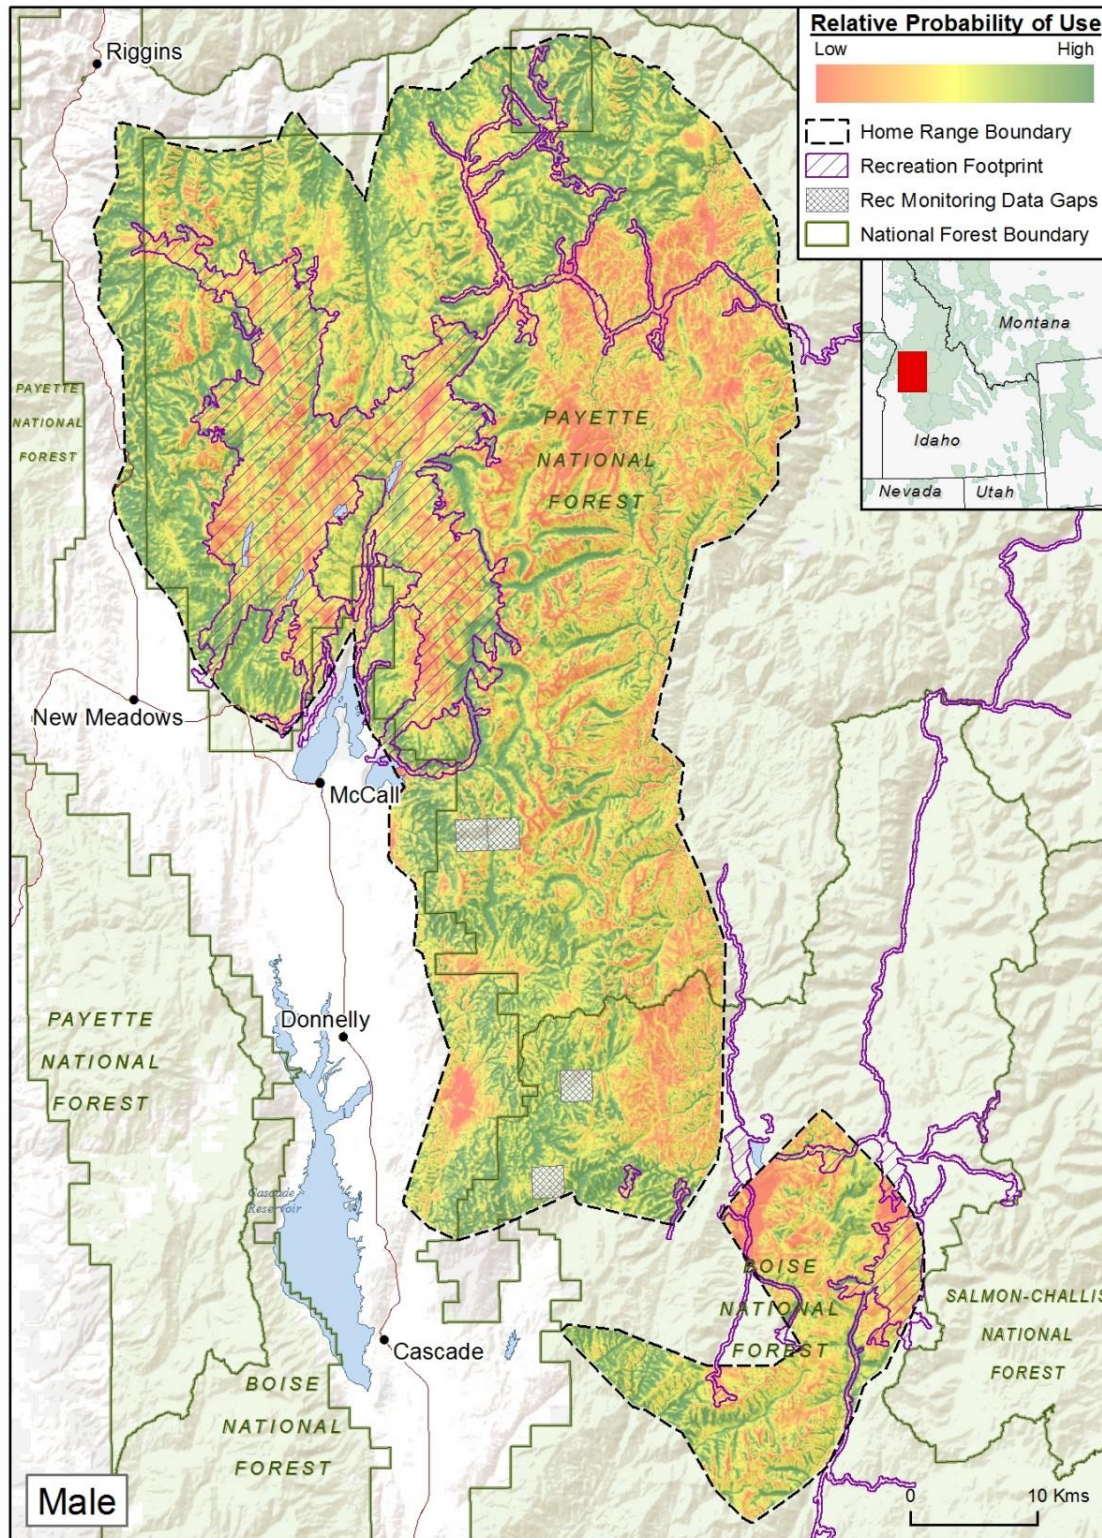 Relative Probability of Use
Low High
Home Range Boundary
Recreation Footprint
Rec Monitoring Data Gaps
National Forest Boundary
Riggins
Montana
Idaho
Nevada Utah
PAYETTE
NATIONAL
FOREST
PAYETTE
NATIONAL
FOREST
New Meadows
McCall
Donnelly
PAYETTE
NATIONAL
FOREST
Cascade
Reservoir
BOISE
NATIONAL
FOREST
SALMON-CHALLIS
NATIONAL
FOREST
Cascade
BOISE
NATIONAL
FOREST
Male
0 10 Kms